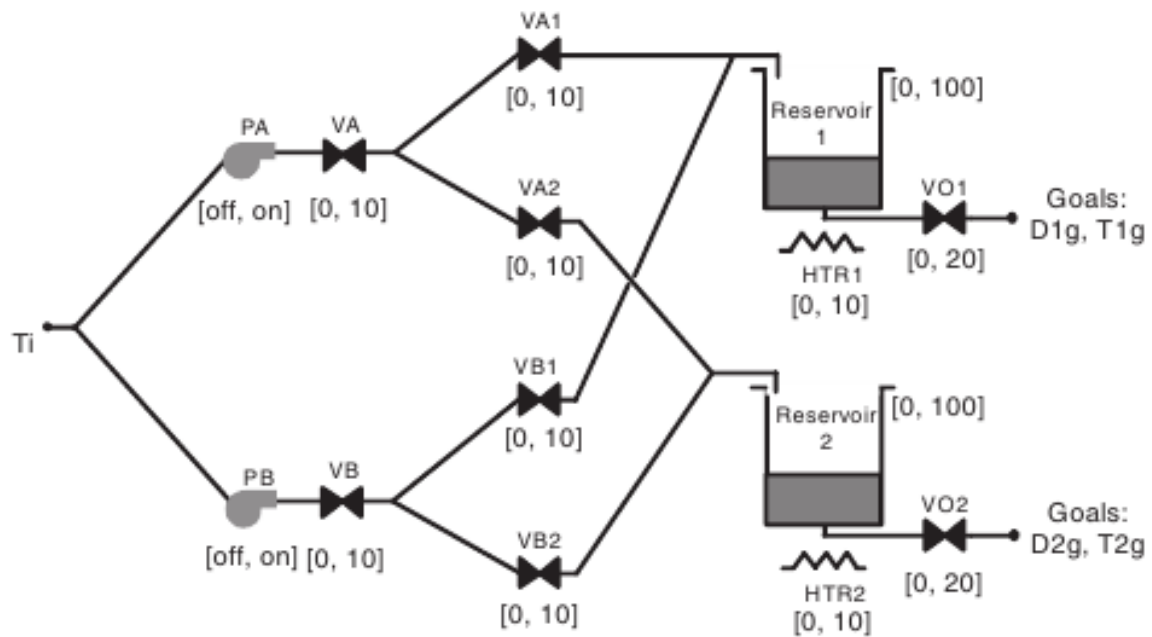 VA1
[0, 10]
[0, 100]
Reservoir
1
PA
VA
[off, on]
[0, 10]
VA2
[0, 10]
VO1
[0, 20]
Goals:
D1g, T1g
HTR1
[0, 10]
Ti
VB1
[0, 10]
[0, 100]
Reservoir
2
PB
VB
[off, on]
[0, 10]
VB2
[0, 10]
VO2
[0, 20]
Goals:
D2g, T2g
HTR2
[0, 10]